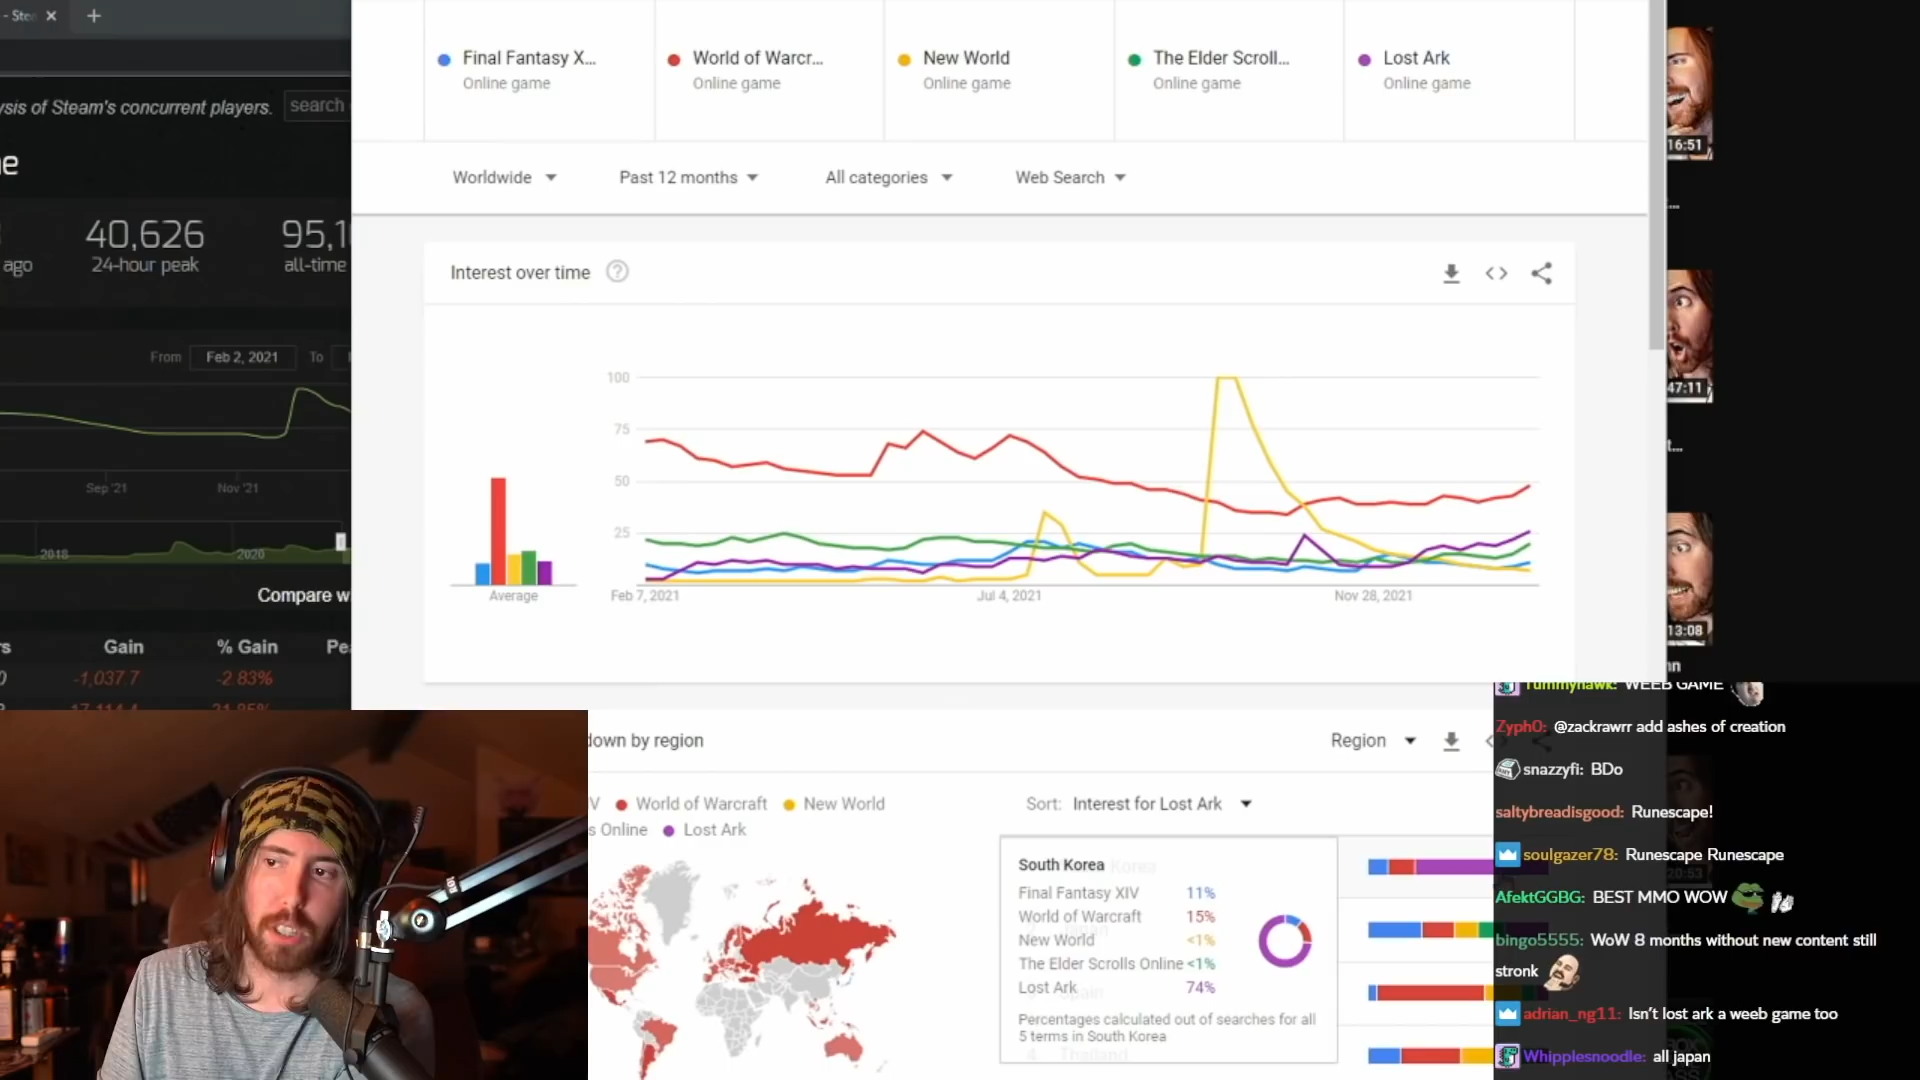 - Ste
Final Fantasy X...
Online game
World of Warcr...
Online game
New World
Online game
The Elder Scroll...
Online game
Lost Ark
Online game
ysis of Steam's concurrent players.
search
16:51
Worldwide
Past 12 months
All categories
Web Search
40,626
24-hour peak
95,1
all-time
ago
Interest over time
From Feb 2, 2021 To
100
75
50
25
47:11
Sep '21
Nov '21
2018
2020
Average
Feb 7, 2021
Jul 4, 2021
Nov 28, 2021
Compare w
13:08
Gain
% Gain
Pe
-1,037.7
-2.83%
down by region
Region
V
World of Warcraft
New World
s Online
Lost Ark
Sort: Interest for Lost Ark
South Korea
Final Fantasy XIV 11%
World of Warcraft 15%
New World <1%
The Elder Scrolls Online <1%
Lost Ark 74%
Percentages calculated out of searches for all
5 terms in South Korea
Tummyhawk: WEEB GAME
Zyph0: @zackrawrr add ashes of creation
snazzyfi: BDo
saltybreadisgood: Runescape!
soulgazer78: Runescape Runescape
AfektGGBG: BEST MMO WOW
bingo5555: WoW 8 months without new content still
stronk
adrian_ng11: Isn't lost ark a weeb game too
Whipplesnoodle: all japan